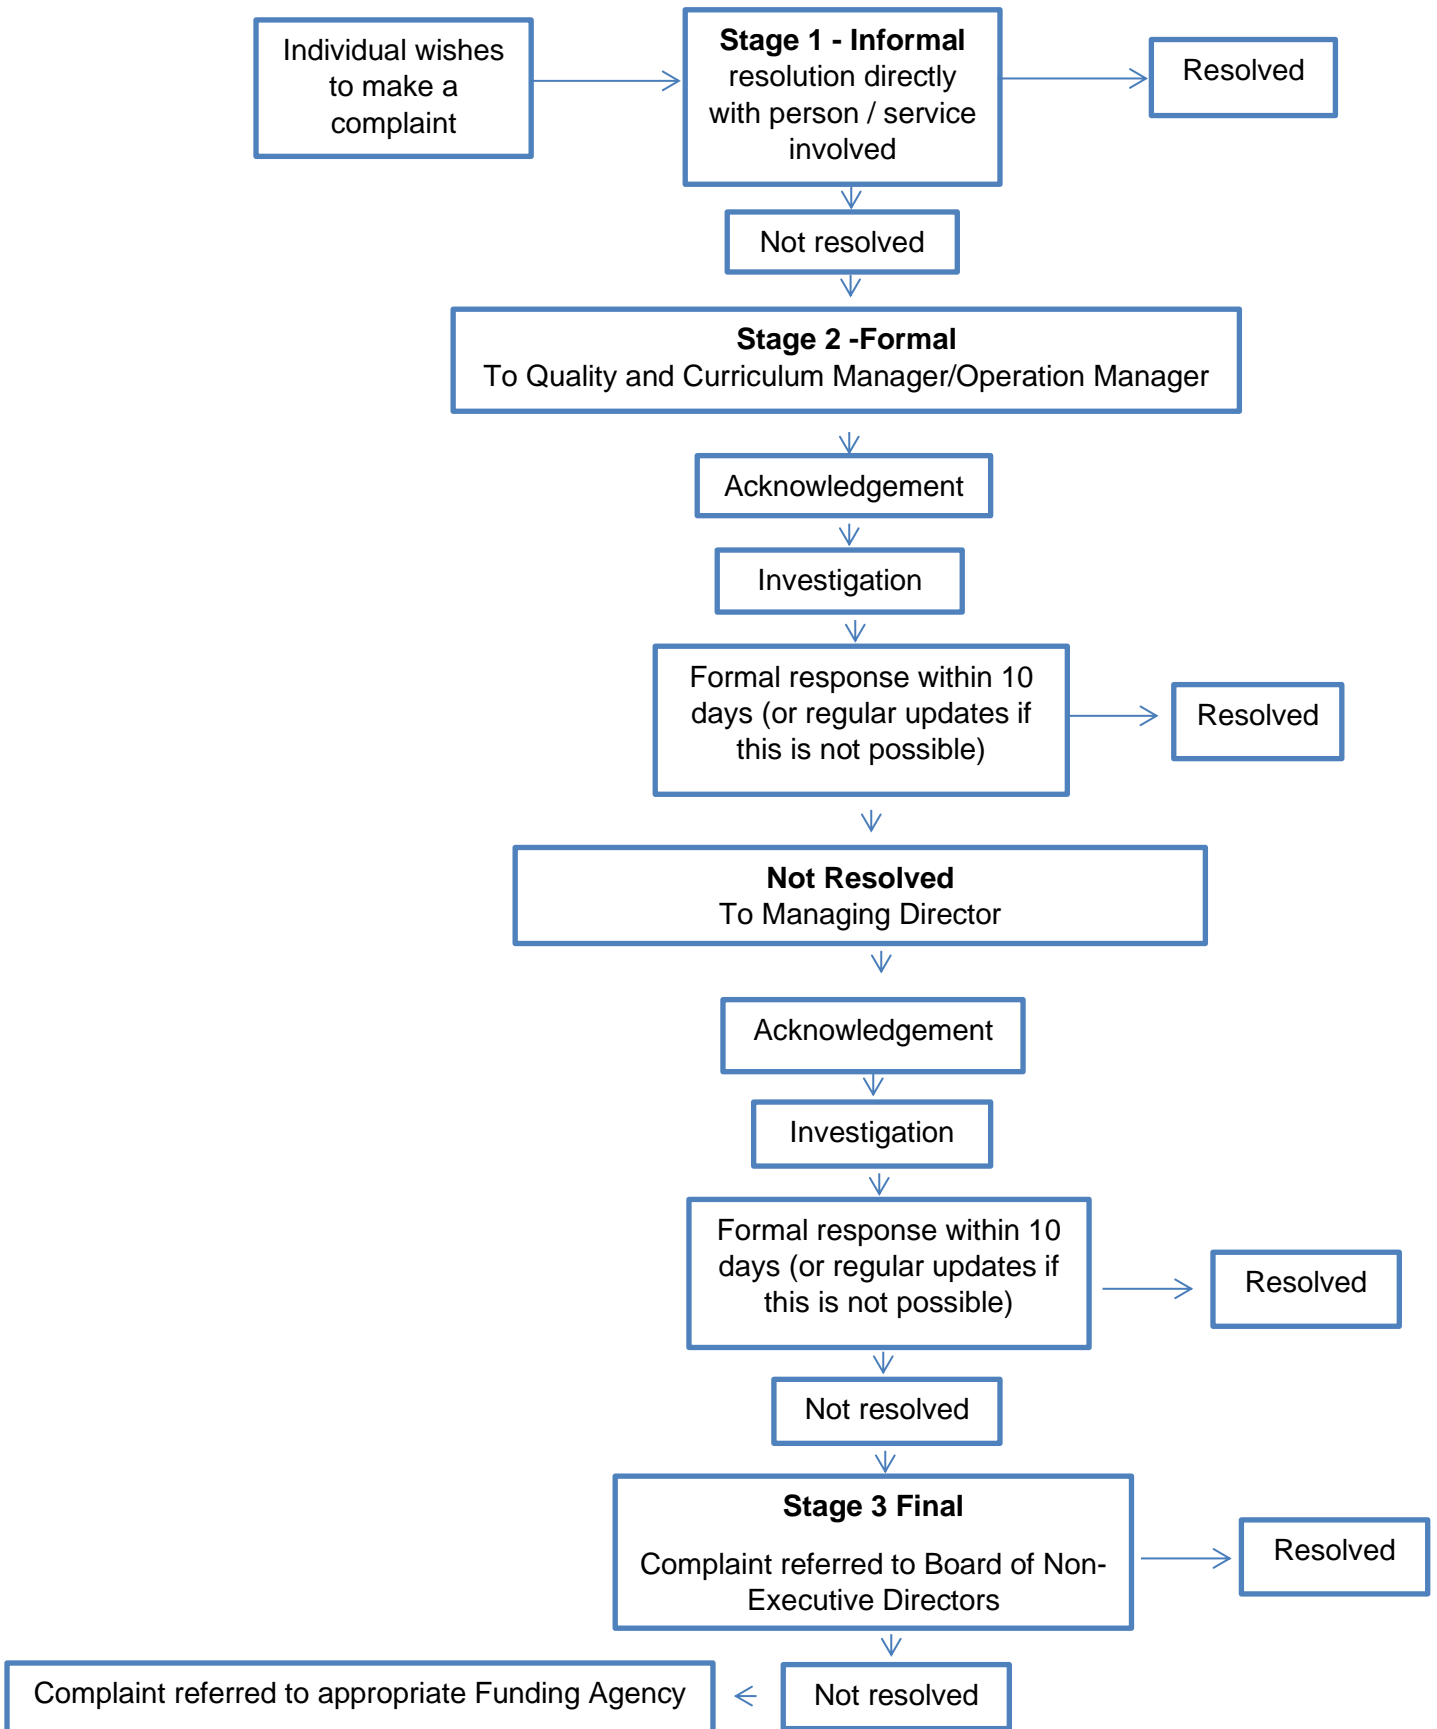 Individual wishes
to make a
complaint
Stage 1 - Informal
resolution directly
with person / service
involved
Resolved
Not resolved
Stage 2 -Formal
To Quality and Curriculum Manager/Operation Manager
Acknowledgement
Investigation
Formal response within 10
days (or regular updates if
this is not possible)
Resolved
Not Resolved
To Managing Director
Acknowledgement
Investigation
Formal response within 10
days (or regular updates if
this is not possible)
Resolved
Not resolved
Stage 3 Final
Complaint referred to Board of Non-
Executive Directors
Resolved
Not resolved
Complaint referred to appropriate Funding Agency